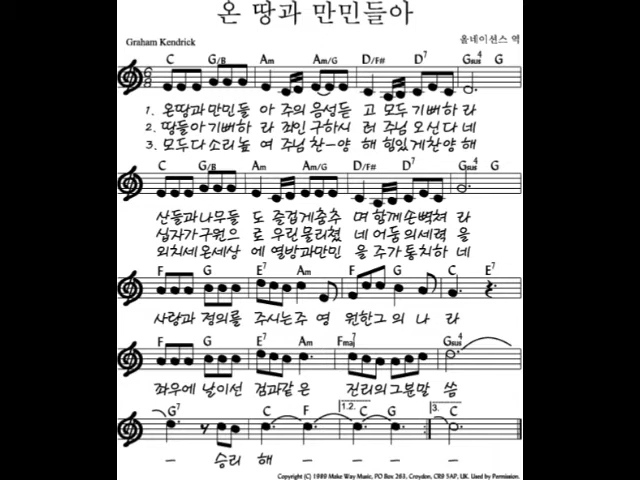 온 땅과 만민들아
Graham Kendrick
올네이션스 역
C G/B Am Am/G D/F# D7 Gsus4 G
1. 온땅과만민들 아 주의 음성듣 고 모두기뻐하 라
2. 땅들아기뻐하 라 죄인 구하시 러 주님 오신다 네
3. 모두다소리높 여 주님 찬-양 해 힘있게찬양 해
C G/B Am Am/G D/F# D7 Gsus4 G
산들과나무들 도 즐겁게춤추 며 함께손뼉쳐 라
십자가구원으 로 우린물리쳤 네 어둠의세력 을
외치세온세상 에 열방과만민 을 주가통치하 네
F G E7 Am F G C E7
사랑과 정의를 주시는주 영 원한그의 나 라
F G E7 Am Fmaj7 Gsus4
좌우에 날이선 검과같은 진리의그분말 씀
G7 C F 1.2. C G 3. C
- 승리 해 - - - -
Copyright (C) 1989 Make Way Music, PO Box 263, Croydon, CR9 5AP, UK. Used by Permission.